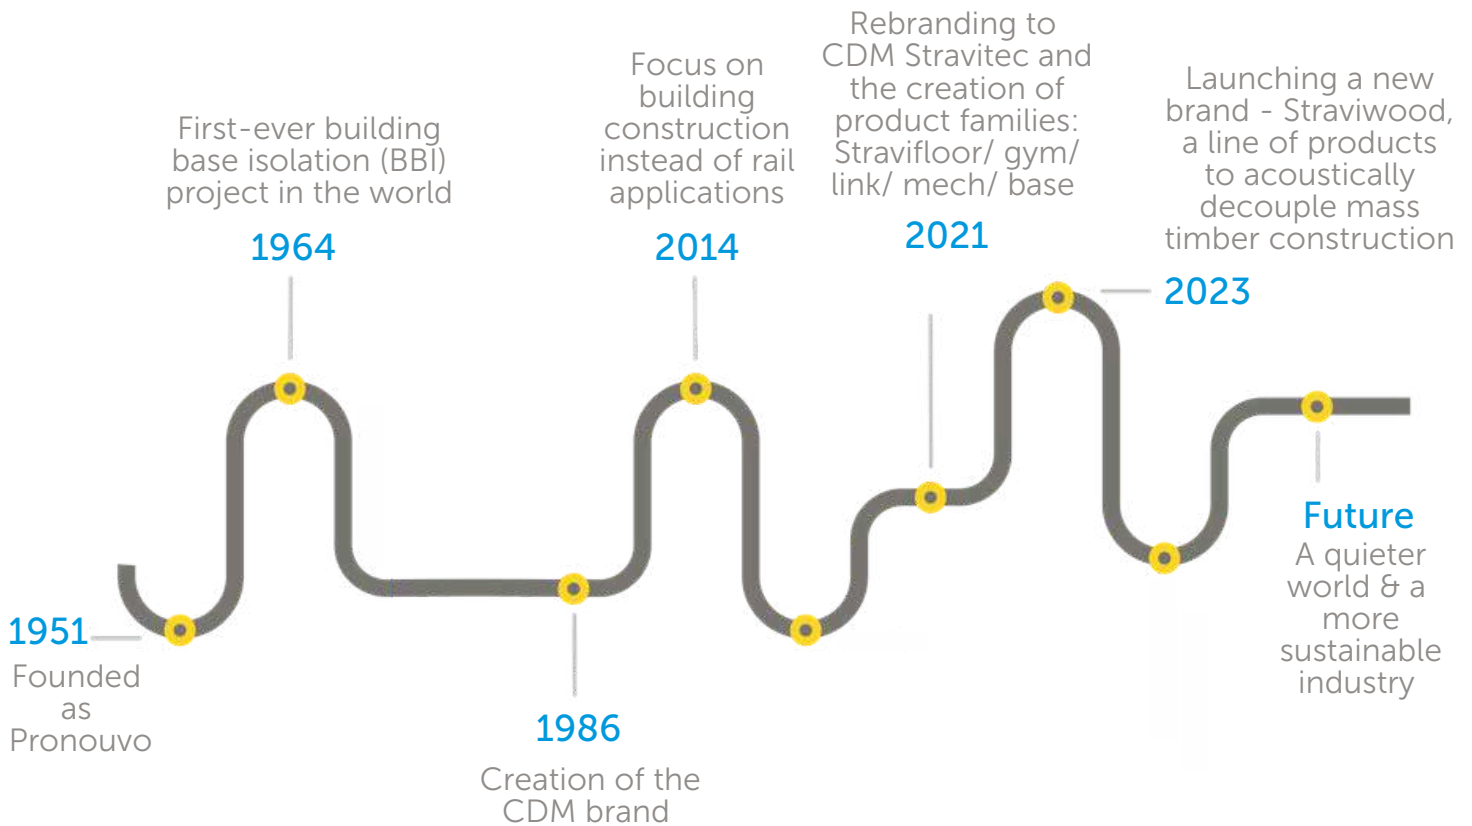 1951
Founded
as
Pronouvo
First-ever building
base isolation (BBI)
project in the world
1964
1986
Creation of the
CDM brand
Focus on
building
construction
instead of rail
applications
2014
Rebranding to
CDM Stravitec and
the creation of
product families:
Stravifloor/ gym/
link/ mech/ base
2021
Launching a new
brand - Straviwood,
a line of products
to acoustically
decouple mass
timber construction
2023
Future
A quieter
world & a
more
sustainable
industry